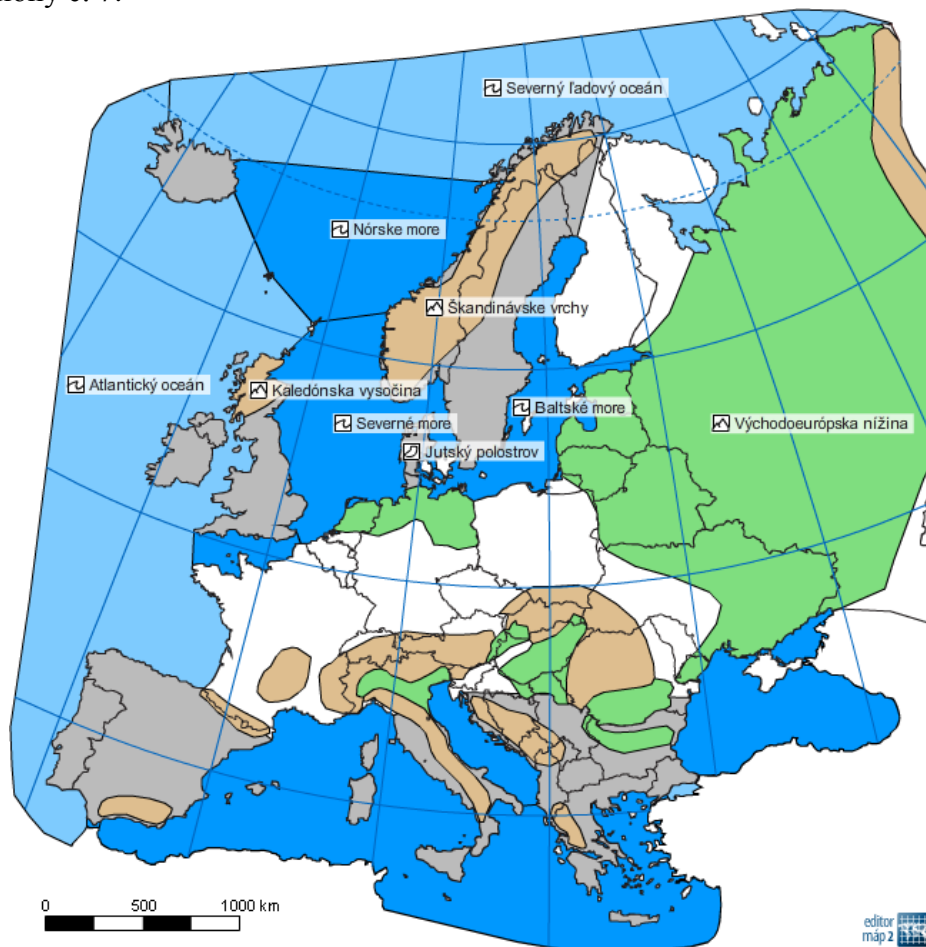 Severný ľadový oceán
Nórske more
Škandinávske vrchy
Atlantický oceán
Kaledónska vysočina
Severné more
Baltské more
Jutský polostrov
Východoeurópska nížina
0 500 1000 km
editor
máp 2